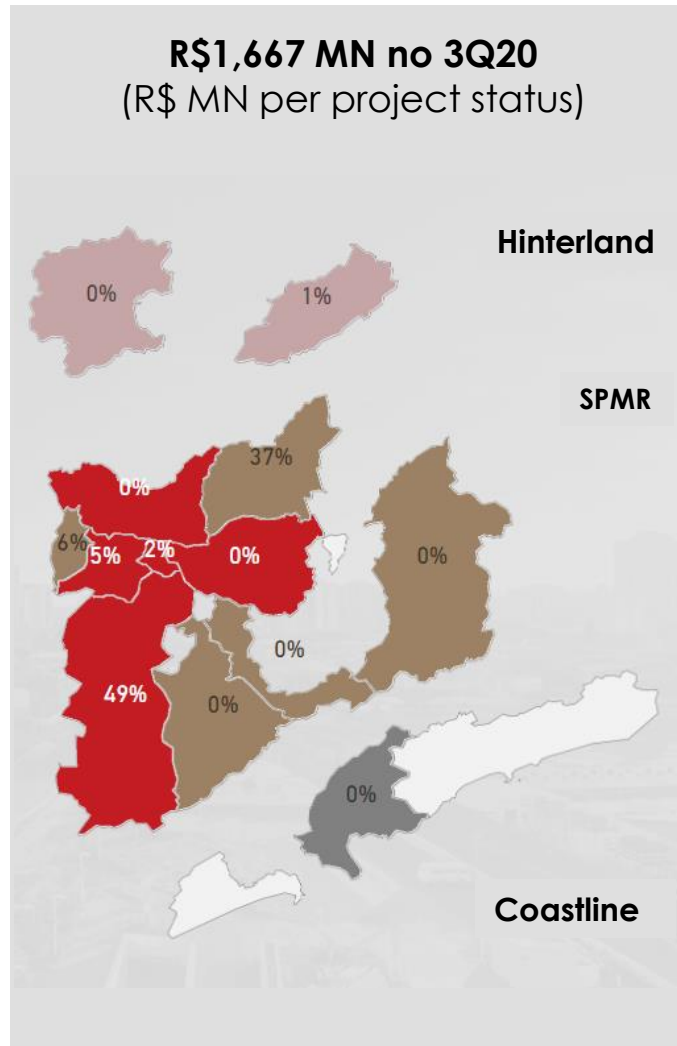 R$1,667 MN no 3Q20
(R$ MN per project status)
Hinterland
0%
1%
SPMR
37%
0%
6%
5%
2%
0%
0%
0%
49%
0%
0%
Coastline